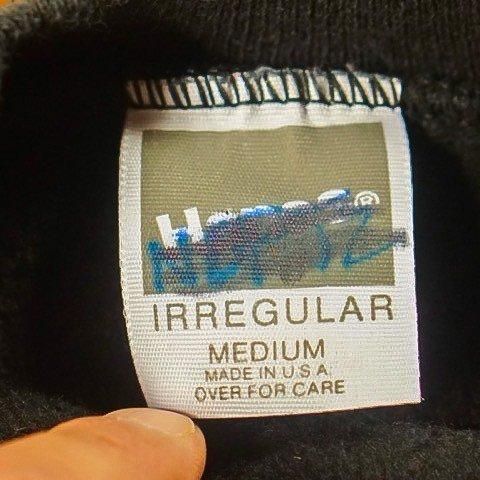 ®
IRREGULAR
MEDIUM
MADE IN U.S.A
OVER FOR CARE